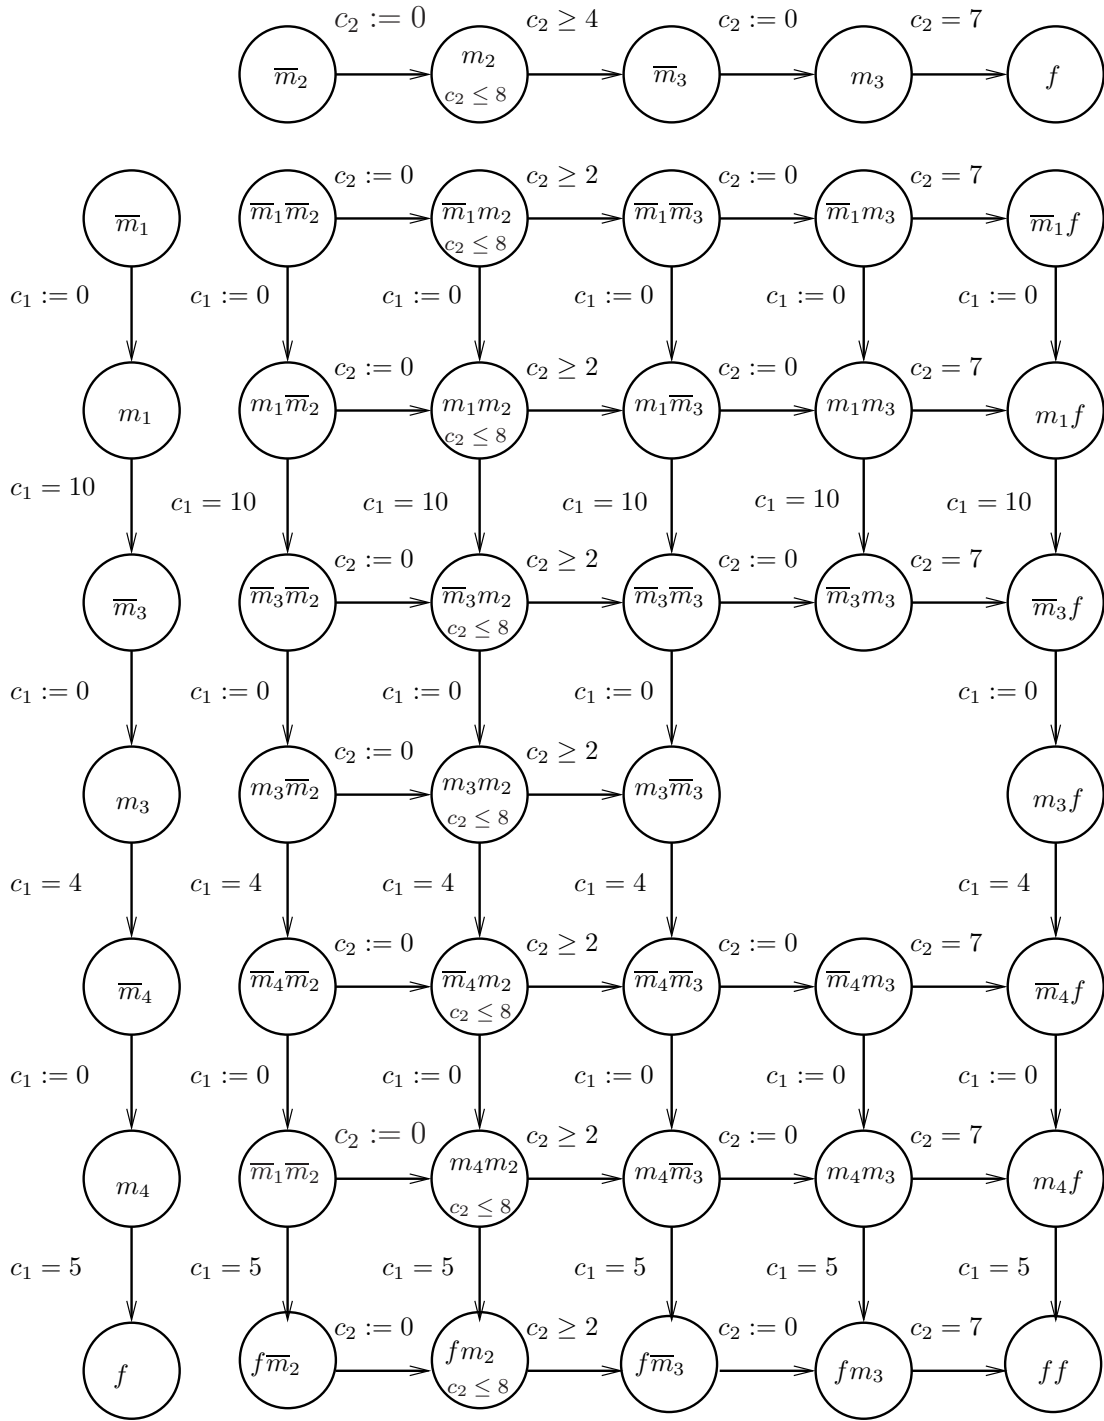 c₂ := 0 c₂ ≥ 4 c₂ := 0 c₂ = 7
m̅₂ m₂ m̅₃ m₃ f
c₂ ≤ 8
c₂ := 0 c₂ ≥ 2 c₂ := 0 c₂ = 7
m̅₁ m̅₁m̅₂ m̅₁m₂ m̅₁m̅₃ m̅₁m₃ m̅₁f
c₂ ≤ 8
c₁ := 0 c₁ := 0 c₁ := 0 c₁ := 0 c₁ := 0 c₁ := 0
c₂ := 0 c₂ ≥ 2 c₂ := 0 c₂ = 7
m₁ m₁m̅₂ m₁m₂ m₁m̅₃ m₁m₃ m₁f
c₂ ≤ 8
c₁ = 10 c₁ = 10 c₁ = 10 c₁ = 10 c₁ = 10 c₁ = 10
c₂ := 0 c₂ ≥ 2 c₂ := 0 c₂ = 7
m̅₃ m̅₃m̅₂ m̅₃m₂ m̅₃m̅₃ m̅₃m₃ m̅₃f
c₂ ≤ 8
c₁ := 0 c₁ := 0 c₁ := 0 c₁ := 0 c₁ := 0
c₂ := 0 c₂ ≥ 2
m₃ m₃m̅₂ m₃m₂ m₃m̅₃ m₃f
c₂ ≤ 8
c₁ = 4 c₁ = 4 c₁ = 4 c₁ = 4 c₁ = 4
c₂ := 0 c₂ ≥ 2 c₂ := 0 c₂ = 7
m̅₄ m̅₄m̅₂ m̅₄m₂ m̅₄m̅₃ m̅₄m₃ m̅₄f
c₂ ≤ 8
c₁ := 0 c₁ := 0 c₁ := 0 c₁ := 0 c₁ := 0 c₁ := 0
c₂ := 0 c₂ ≥ 2 c₂ := 0 c₂ = 7
m₄ m̅₁m̅₂ m₄m₂ m₄m̅₃ m₄m₃ m₄f
c₂ ≤ 8
c₁ = 5 c₁ = 5 c₁ = 5 c₁ = 5 c₁ = 5 c₁ = 5
c₂ := 0 c₂ ≥ 2 c₂ := 0 c₂ = 7
f fm̅₂ fm₂ fm̅₃ fm₃ ff
c₂ ≤ 8